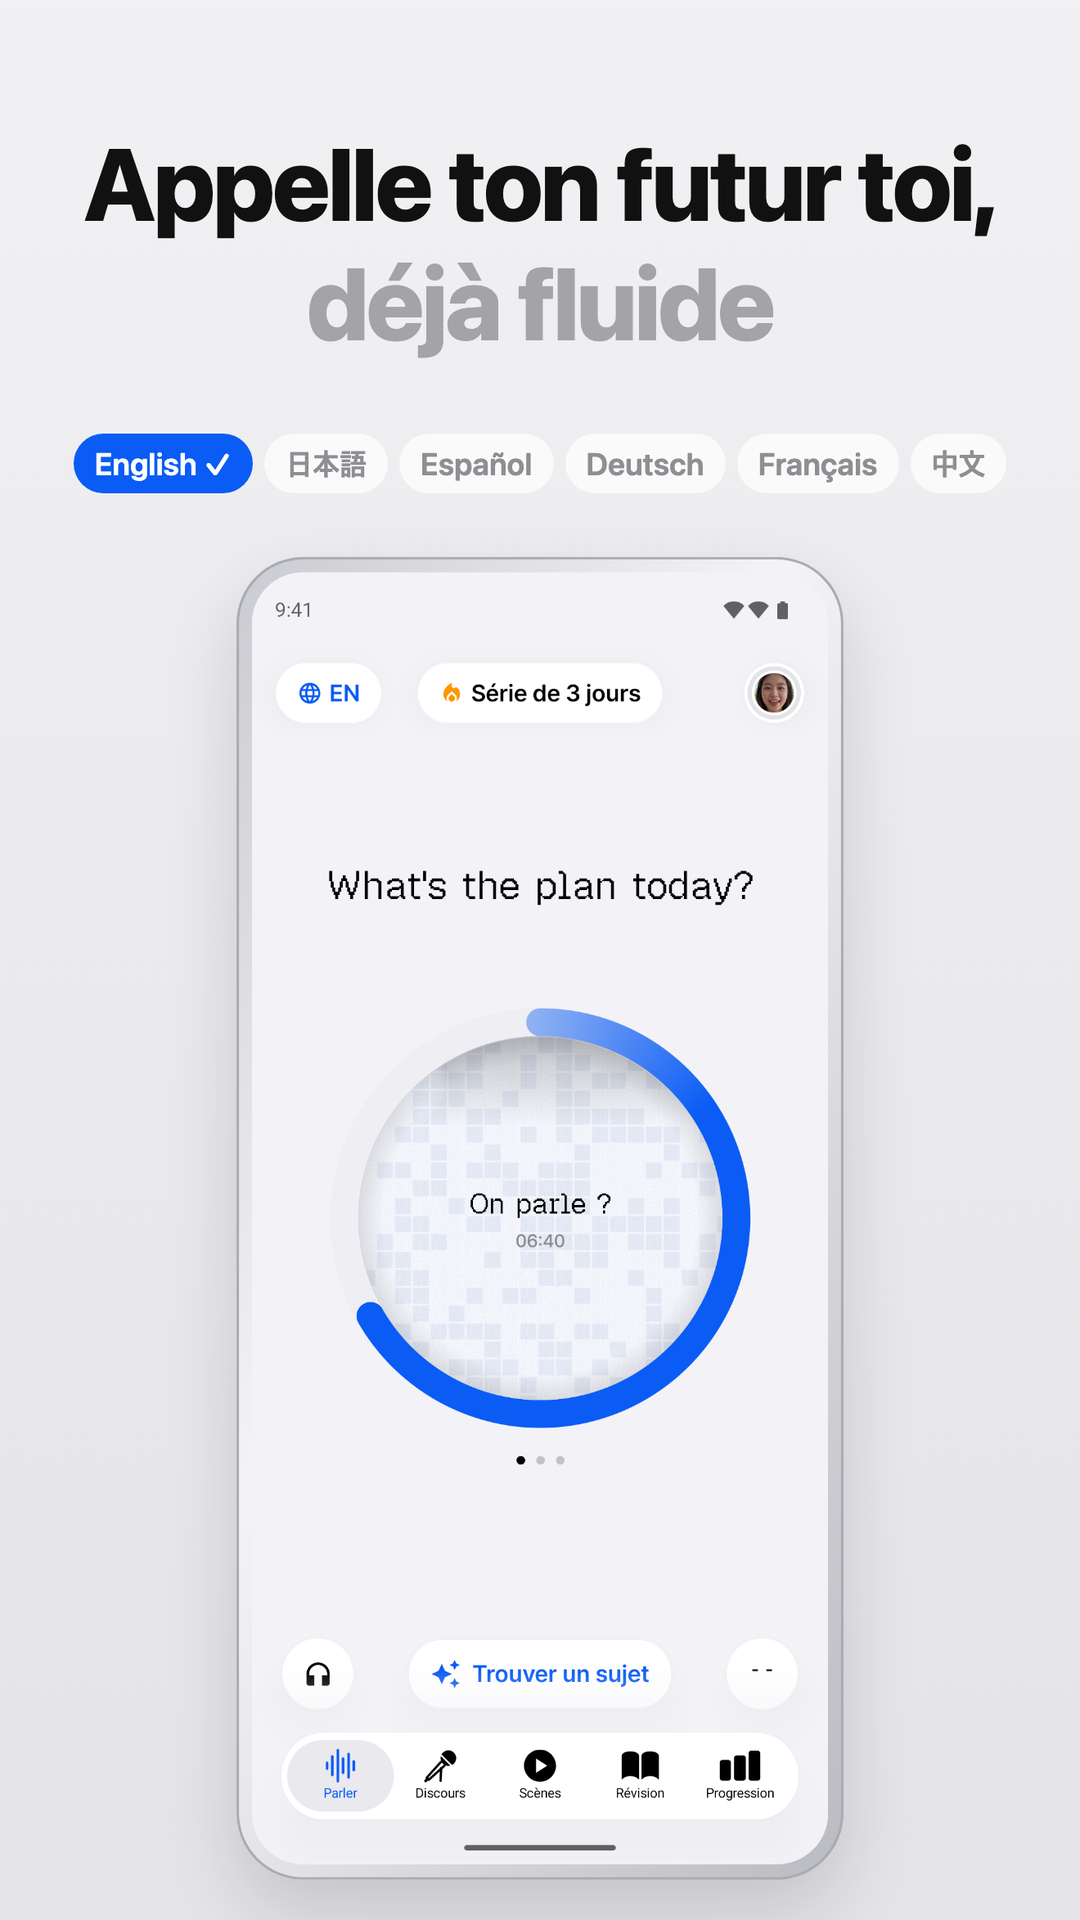 Appelle ton futur toi,
déjà fluide
English ✓ 日本語 Español Deutsch Français 中文
9:41
EN Série de 3 jours
What's the plan today?
On parle ?
06:40
Trouver un sujet
Parler Discours Scènes Révision Progression